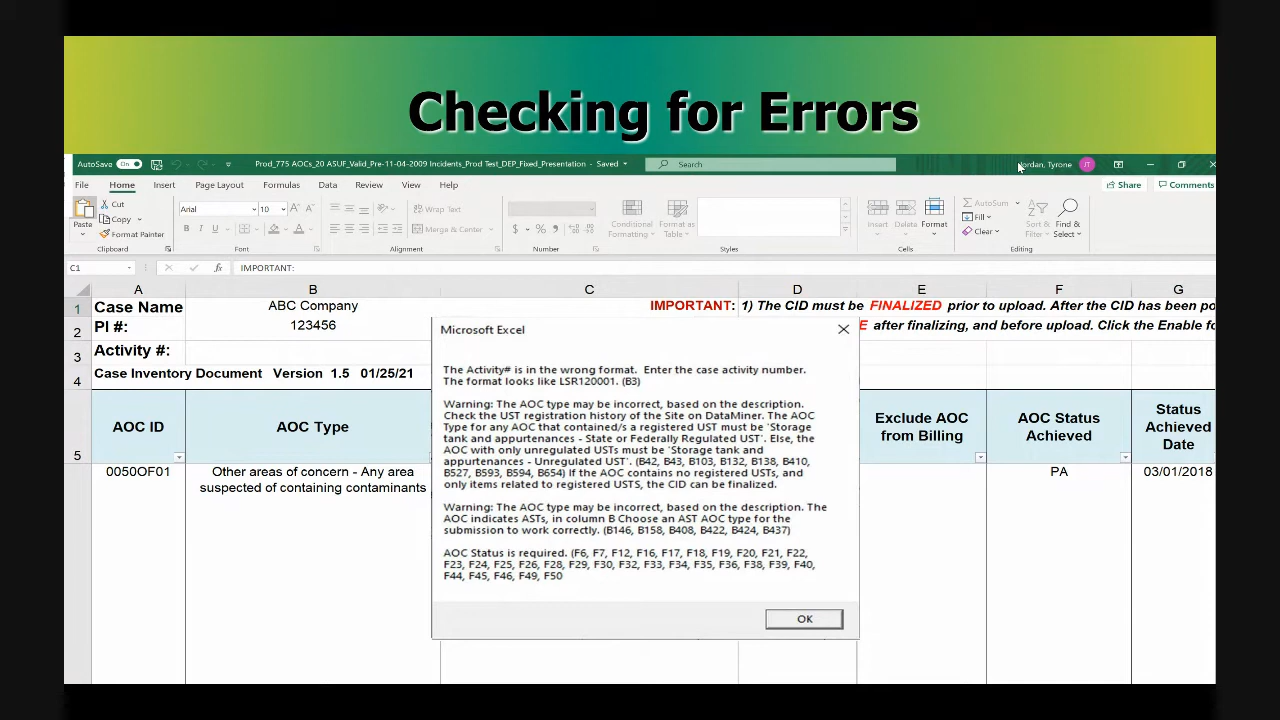 Checking for Errors
AutoSave On Prod_775 AOCs_20 ASUF_Valid_Pre-11-04-2009 Incidents_Prod Test_DEP_Fixed_Presentation - Saved Search Jordan, Tyrone JT
File Home Insert Page Layout Formulas Data Review View Help Share Comments
Cut
Copy
Format Painter
Paste
Arial 10
B I U
Wrap Text
Merge & Center
$ %
Conditional Formatting
Format as Table
Insert Delete Format
AutoSum
Fill
Clear
Sort & Filter
Find & Select
Clipboard Font Alignment Number Styles Cells Editing
C1 fx IMPORTANT:
A B C D E F G
1 Case Name ABC Company IMPORTANT: 1) The CID must be FINALIZED prior to upload. After the CID has been po
2 PI #: 123456 E after finalizing, and before upload. Click the Enable fo
3 Activity #:
4 Case Inventory Document Version 1.5 01/25/21
5 AOC ID AOC Type Exclude AOC from Billing AOC Status Achieved Status Achieved Date
0050OF01 Other areas of concern - Any area PA 03/01/2018
suspected of containing contaminants
Microsoft Excel
The Activity# is in the wrong format. Enter the case activity number.
The format looks like LSR120001. (B3)
Warning: The AOC type may be incorrect, based on the description.
Check the UST registration history of the Site on DataMiner. The AOC
Type for any AOC that contained/s a registered UST must be `Storage
tank and appurtenances - State or Federally Regulated UST`. Else, the
AOC with only unregulated USTs must be `Storage tank and
appurtenances - Unregulated UST`. (B42, B43, B103, B132, B138, B410,
B527, B593, B594, B654) If the AOC contains no registered USTs, and
only items related to registered USTS, the CID can be finalized.
Warning: The AOC type may be incorrect, based on the description. The
AOC indicates ASTs, in column B Choose an AST AOC type for the
submission to work correctly. (B146, B158, B408, B422, B424, B437)
AOC Status is required. (F6, F7, F12, F16, F17, F18, F19, F20, F21, F22,
F23, F24, F25, F26, F28, F29, F30, F32, F33, F34, F35, F36, F38, F39, F40,
F44, F45, F46, F49, F50
OK